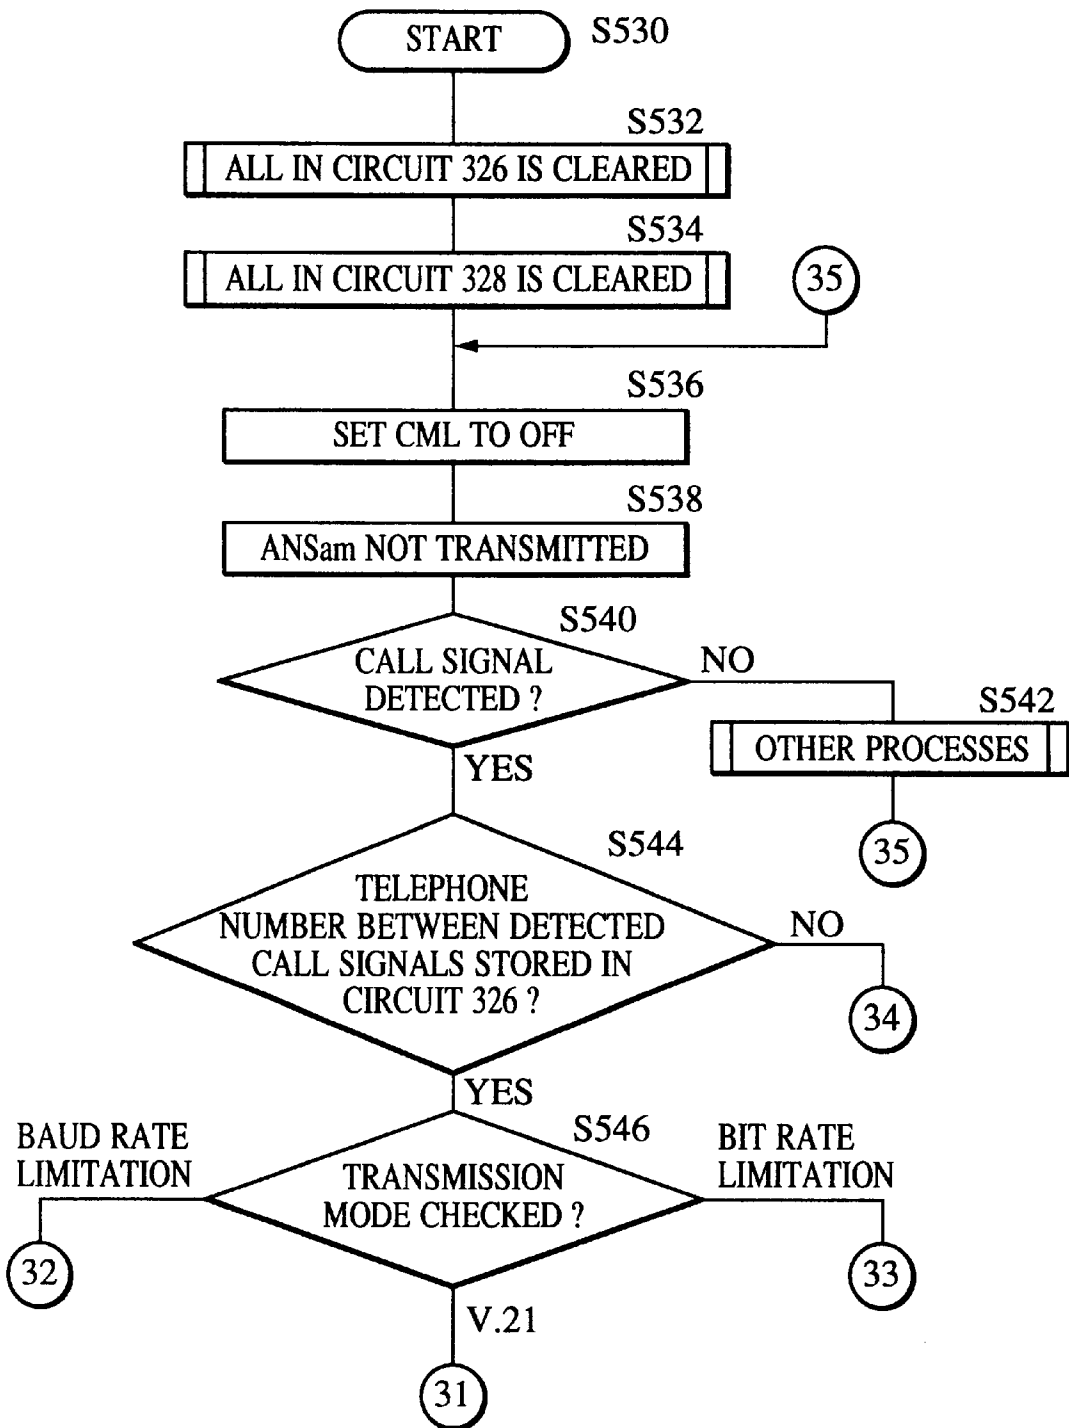 START
S530
S532
ALL IN CIRCUIT 326 IS CLEARED
S534
ALL IN CIRCUIT 328 IS CLEARED
35
S536
SET CML TO OFF
S538
ANSam NOT TRANSMITTED
S540
CALL SIGNAL
DETECTED ?
NO
YES
S542
OTHER PROCESSES
35
S544
TELEPHONE
NUMBER BETWEEN DETECTED
CALL SIGNALS STORED IN
CIRCUIT 326 ?
NO
34
YES
S546
BAUD RATE
LIMITATION
TRANSMISSION
MODE CHECKED ?
BIT RATE
LIMITATION
32
33
V.21
31